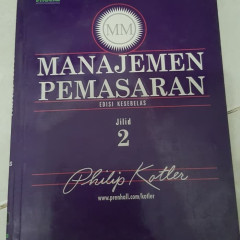 MM
MANAJEMEN
PEMASARAN
EDISI KESEBELAS
Jilid
2
Philip Kotler
www.prenhall.com/kotler